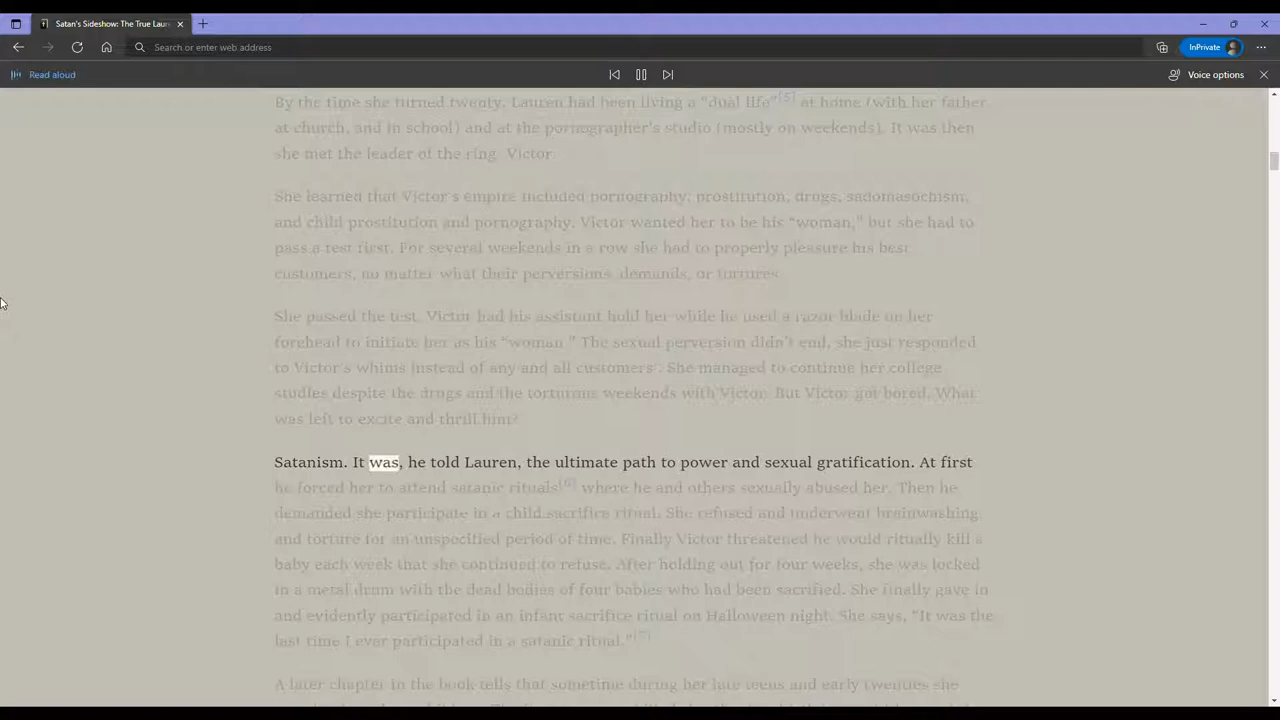 Satan's Sideshow: The True Laur
Search or enter web address
InPrivate
Read aloud
Voice options
By the time she turned twenty, Lauren had been living a "dual life"[5] at home (with her father
at church, and in school) and at the pornographer's studio (mostly on weekends). It was then
she met the leader of the ring, Victor.
She learned that Victor's empire included pornography, prostitution, drugs, sadomasochism,
and child prostitution and pornography. Victor wanted her to be his "woman," but she had to
pass a test first. For several weekends in a row she had to properly pleasure his best
customers, no matter what their perversions, demands, or tortures.
She passed the test. Victor had his assistant hold her while he used a razor blade on her
forehead to initiate her as his "woman." The sexual perversion didn't end, she just responded
to Victor's whims instead of any and all customers'. She managed to continue her college
studies despite the drugs and the torturous weekends with Victor. But Victor got bored. What
was left to excite and thrill him?
Satanism. It was, he told Lauren, the ultimate path to power and sexual gratification. At first
he forced her to attend satanic rituals[6] where he and others sexually abused her. Then he
demanded she participate in a child sacrifice ritual. She refused and underwent brainwashing
and torture for an unspecified period of time. Finally Victor threatened he would ritually kill a
baby each week that she continued to refuse. After holding out for four weeks, she was locked
in a metal drum with the dead bodies of four babies who had been sacrified. She finally gave in
and evidently participated in an infant sacrifice ritual on Halloween night. She says, "It was the
last time I ever participated in a satanic ritual."[7]
A later chapter in the book tells that sometime during her late teens and early twenties she